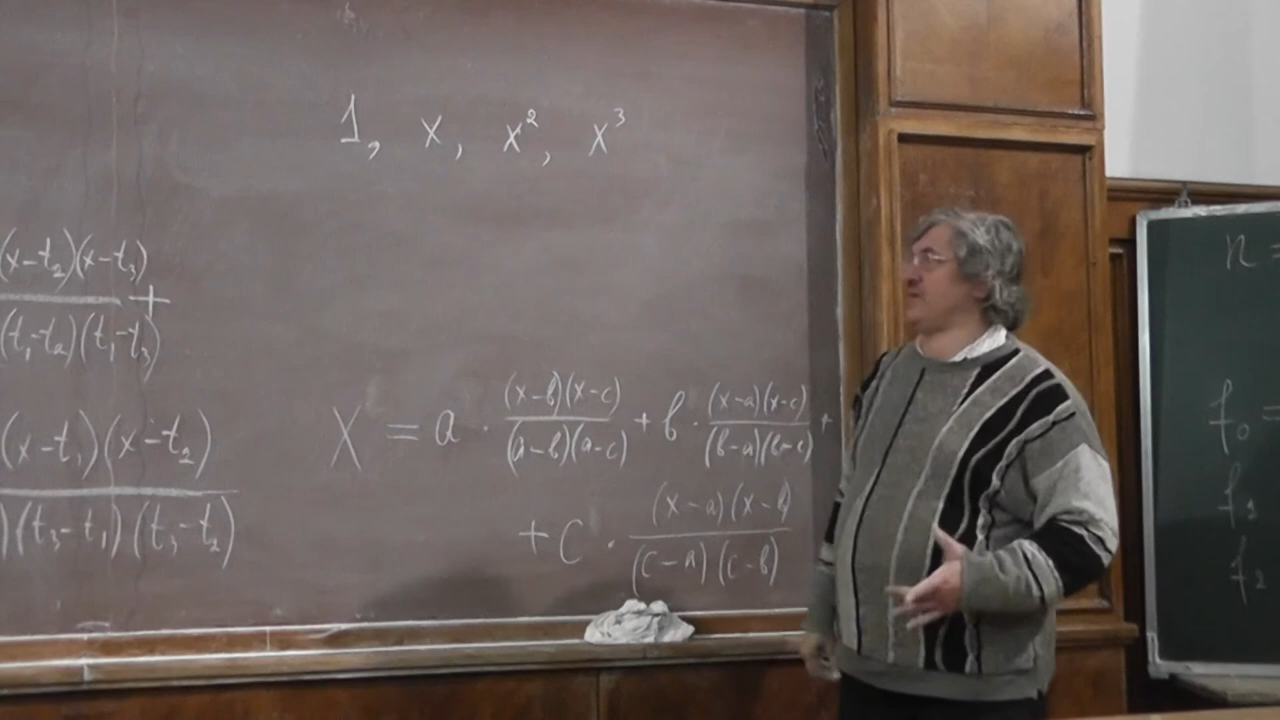 1, x, x², x³
(x-t₂)(x-t₃)
+
(t₁-t₂)(t₁-t₃)
(x-t₁)(x-t₂)
)(t₃-t₁)(t₃-t₂)
X = a · (x-b)(x-c) / (a-b)(a-c) + b · (x-a)(x-c) / (b-a)(b-c) +
+ c · (x-a)(x-b) / (c-a)(c-b)
n =
f₀ =
f₁
f₂